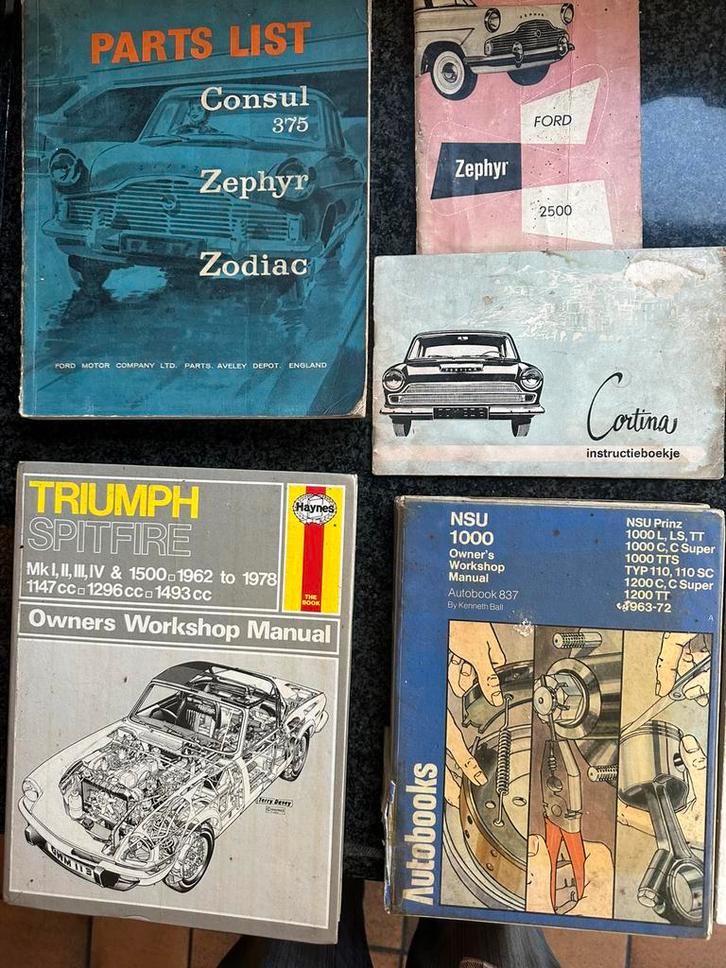 PARTS LIST
Consul
375
Zephyr
Zodiac
FORD MOTOR COMPANY LTD. PARTS. AVELEY DEPOT. ENGLAND
ZEPHYR
FORD
Zephyr
2500
Cortina
instructieboekje
TRIUMPH
SPITFIRE
Mk I, II, III, IV & 1500▫1962 to 1978
1147cc▫1296cc▫1493cc
Haynes
THE
BOOK
Owners Workshop Manual
Terry Davey
NSU
1000
Owner's
Workshop
Manual
Autobook 837
By Kenneth Ball
NSU Prinz
1000 L, LS, TT
1000 C, C Super
1000 TTS
TYP 110, 110 SC
1200 C, C Super
1200 TT
1963-72
A
Autobooks